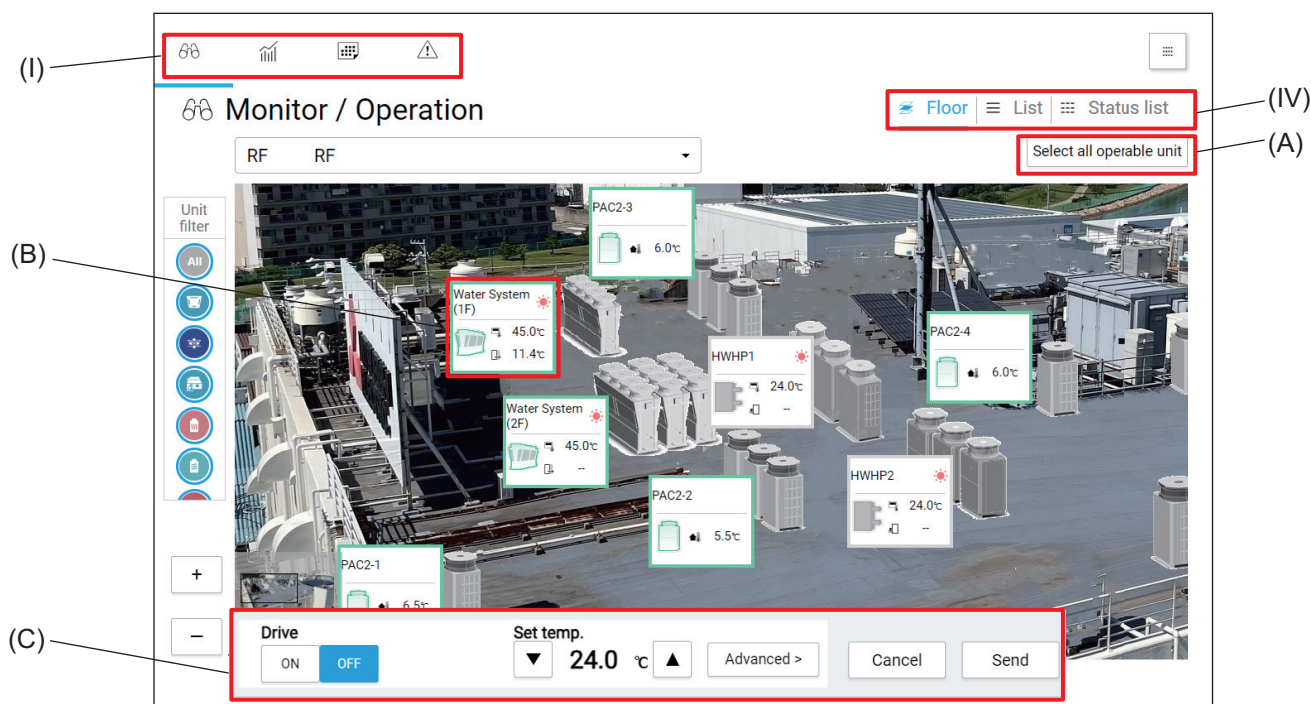 (I)
Monitor / Operation
Floor
List
Status list
(IV)
RF RF
Select all operable unit
(A)
Unit
filter
All
(B)
PAC2-3
6.0℃
Water System
(1F)
45.0℃
11.4℃
PAC2-4
6.0℃
HWHP1
24.0℃
--
Water System
(2F)
45.0℃
--
HWHP2
24.0℃
--
PAC2-2
5.5℃
PAC2-1
6.5℃
+
−
(C)
Drive
ON OFF
Set temp.
▼ 24.0 ℃ ▲
Advanced >
Cancel
Send